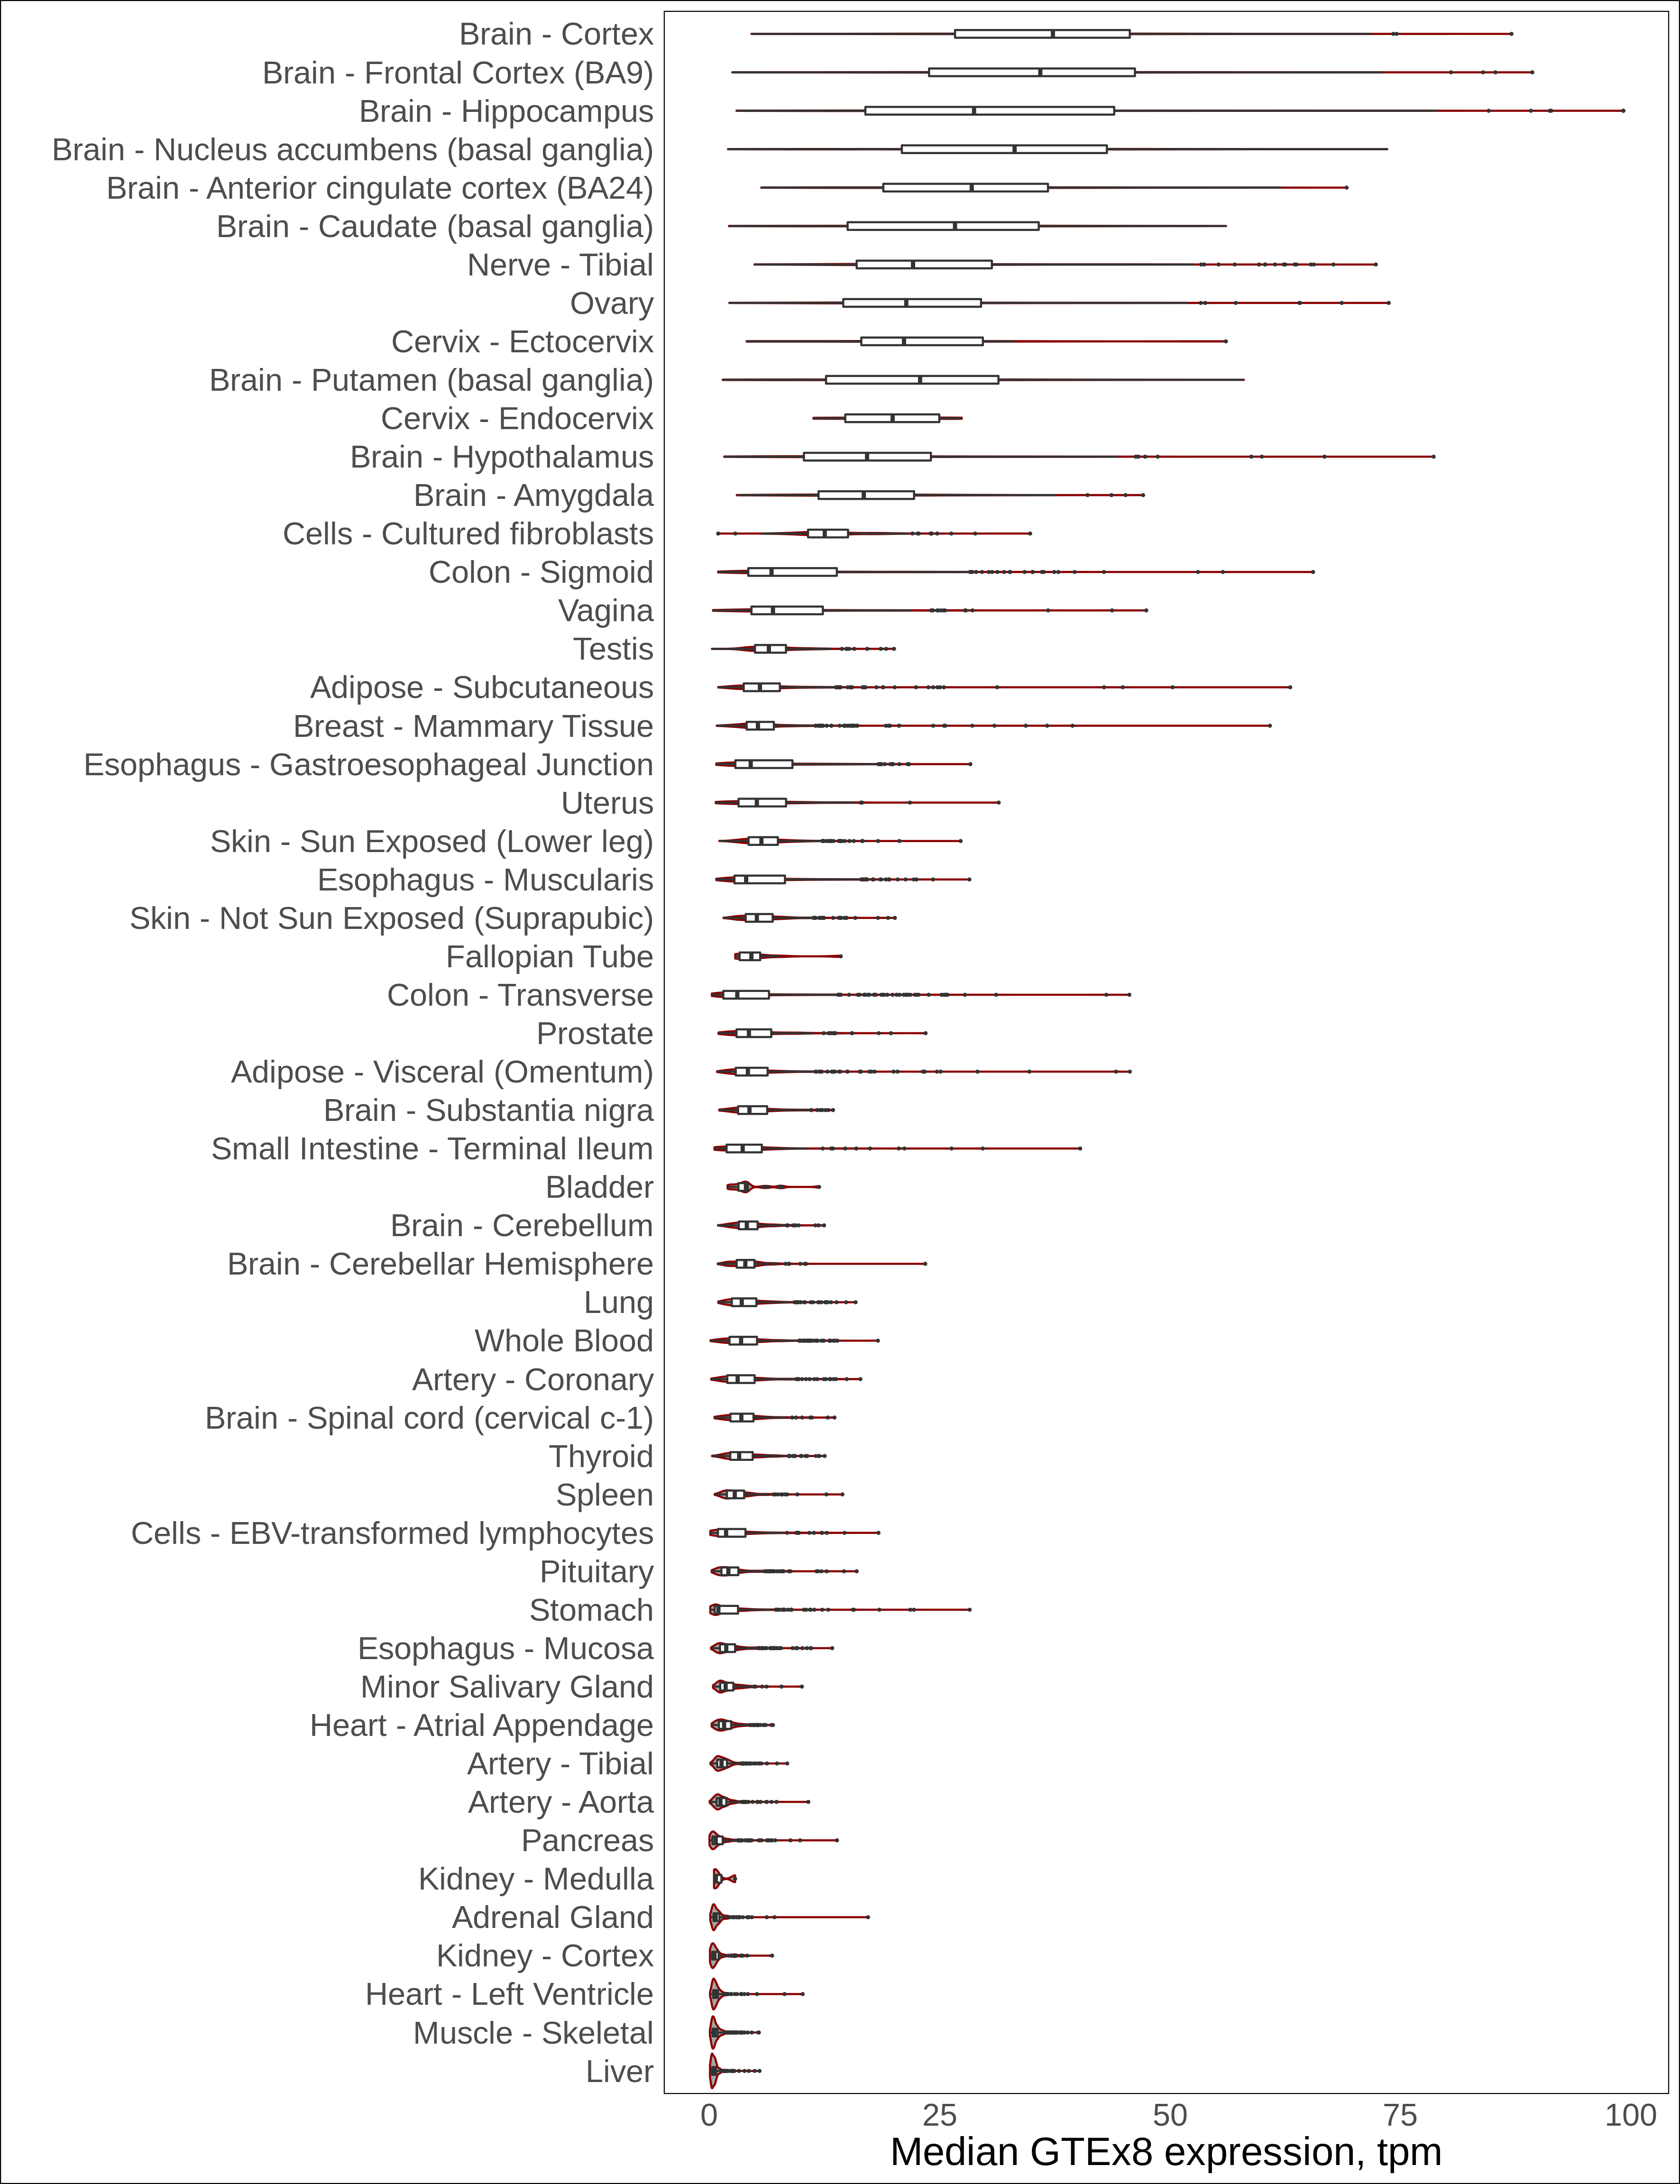 Brain - Cortex
Brain - Frontal Cortex (BA9)
Brain - Hippocampus
Brain - Nucleus accumbens (basal ganglia)
Brain - Anterior cingulate cortex (BA24)
Brain - Caudate (basal ganglia)
Nerve - Tibial
Ovary
Cervix - Ectocervix
Brain - Putamen (basal ganglia)
Cervix - Endocervix
Brain - Hypothalamus
Brain - Amygdala
Cells - Cultured fibroblasts
Colon - Sigmoid
Vagina
Testis
Adipose - Subcutaneous
Breast - Mammary Tissue
Esophagus - Gastroesophageal Junction
Uterus
Skin - Sun Exposed (Lower leg)
Esophagus - Muscularis
Skin - Not Sun Exposed (Suprapubic)
Fallopian Tube
Colon - Transverse
Prostate
Adipose - Visceral (Omentum)
Brain - Substantia nigra
Small Intestine - Terminal Ileum
Bladder
Brain - Cerebellum
Brain - Cerebellar Hemisphere
Lung
Whole Blood
Artery - Coronary
Brain - Spinal cord (cervical c-1)
Thyroid
Spleen
Cells - EBV-transformed lymphocytes
Pituitary
Stomach
Esophagus - Mucosa
Minor Salivary Gland
Heart - Atrial Appendage
Artery - Tibial
Artery - Aorta
Pancreas
Kidney - Medulla
Adrenal Gland
Kidney - Cortex
Heart - Left Ventricle
Muscle - Skeletal
Liver
0 25 50 75 100
Median GTEx8 expression, tpm